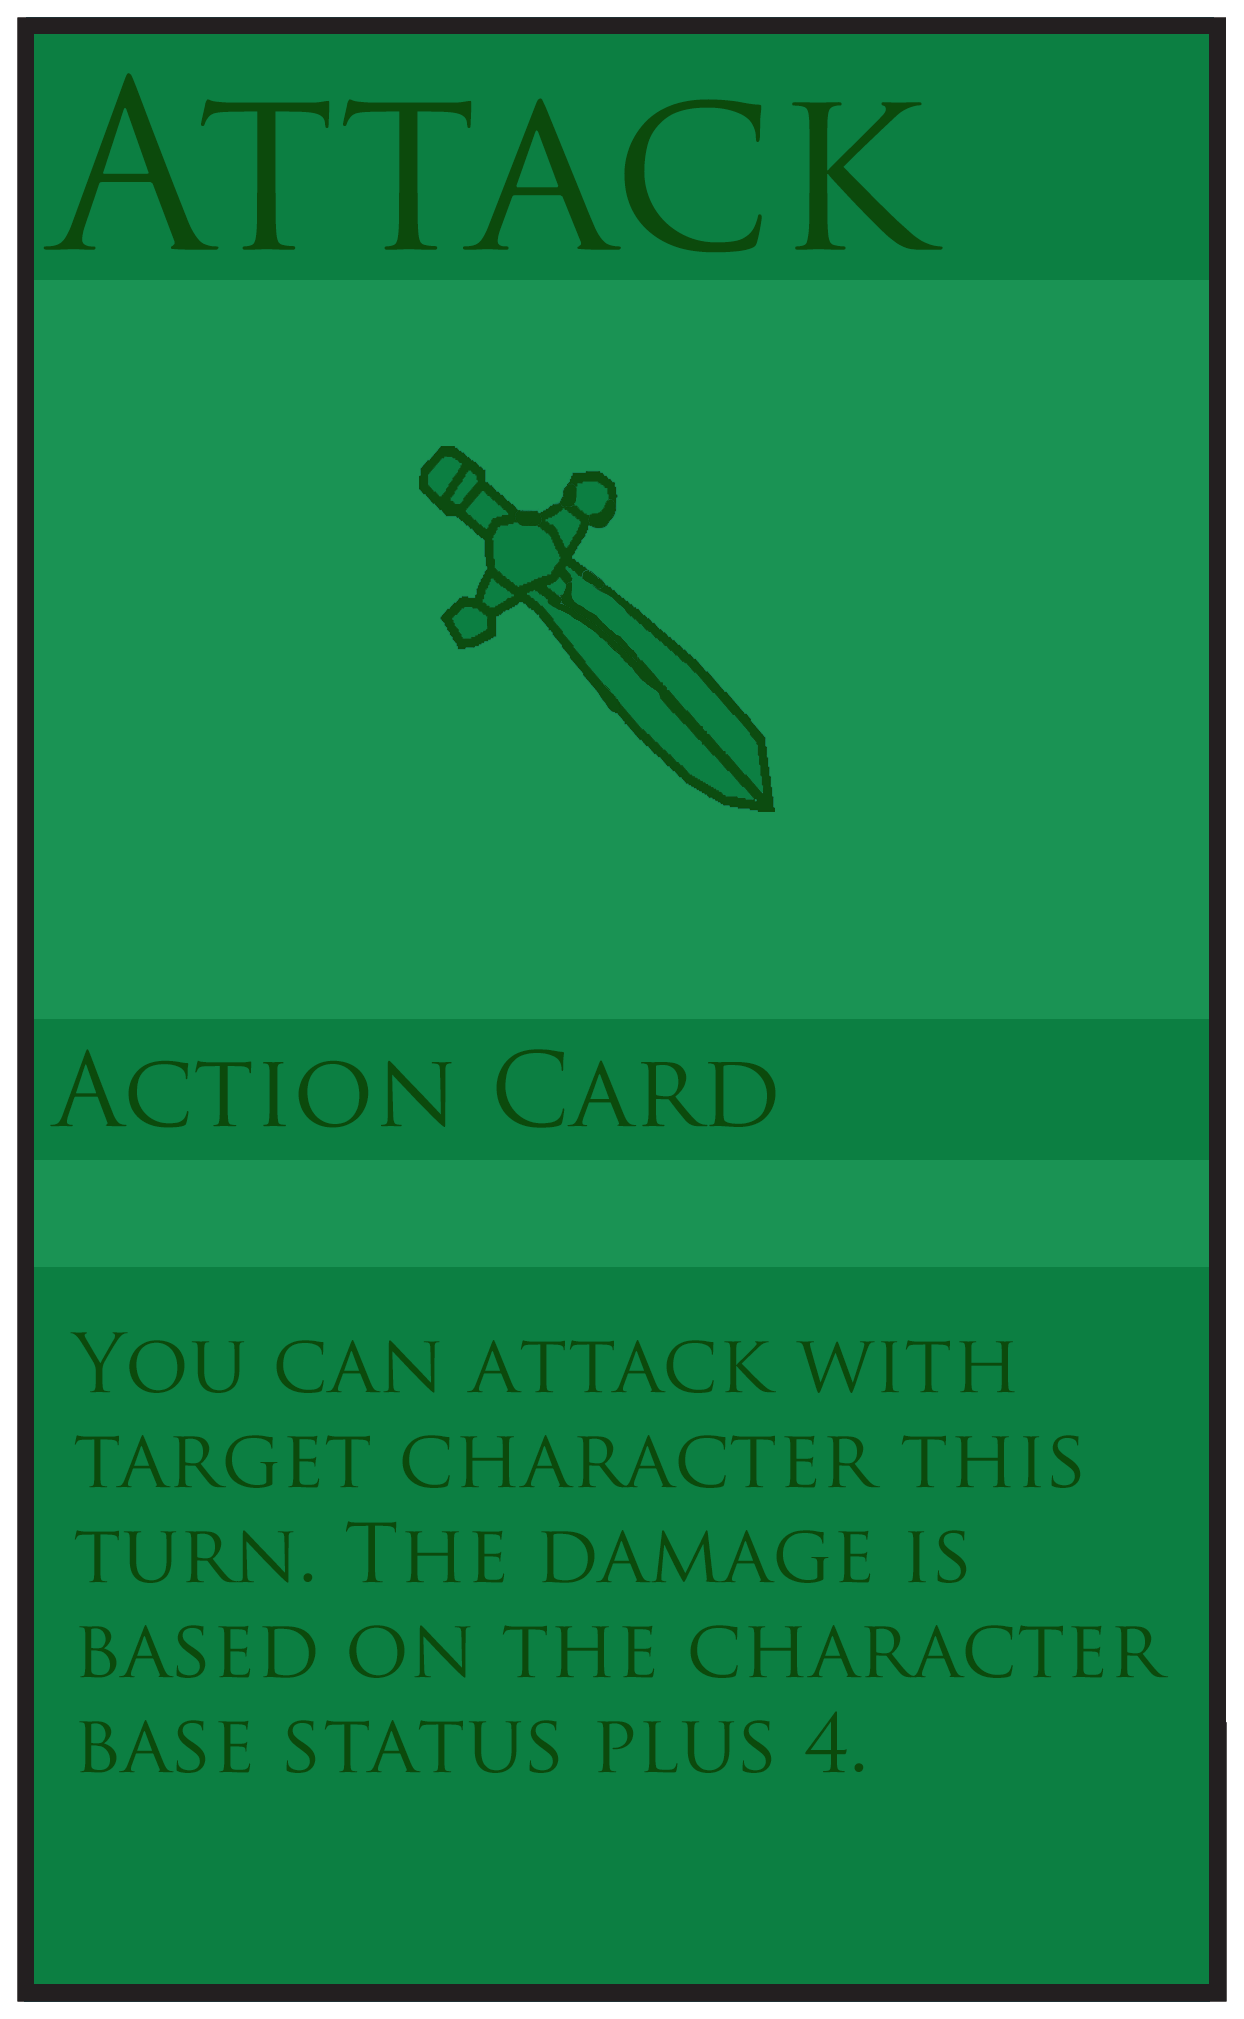 Attack
Action Card
You can attack with
target character this
turn. The damage is
based on the character
base status plus 4.